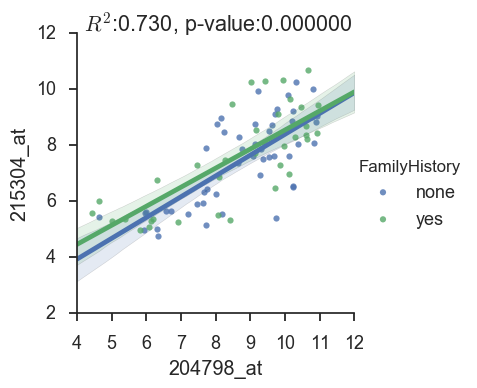 R²:0.730, p-value:0.000000
12
10
8
6
4
2
215304_at
4 5 6 7 8 9 10 11 12
204798_at
FamilyHistory
none
yes